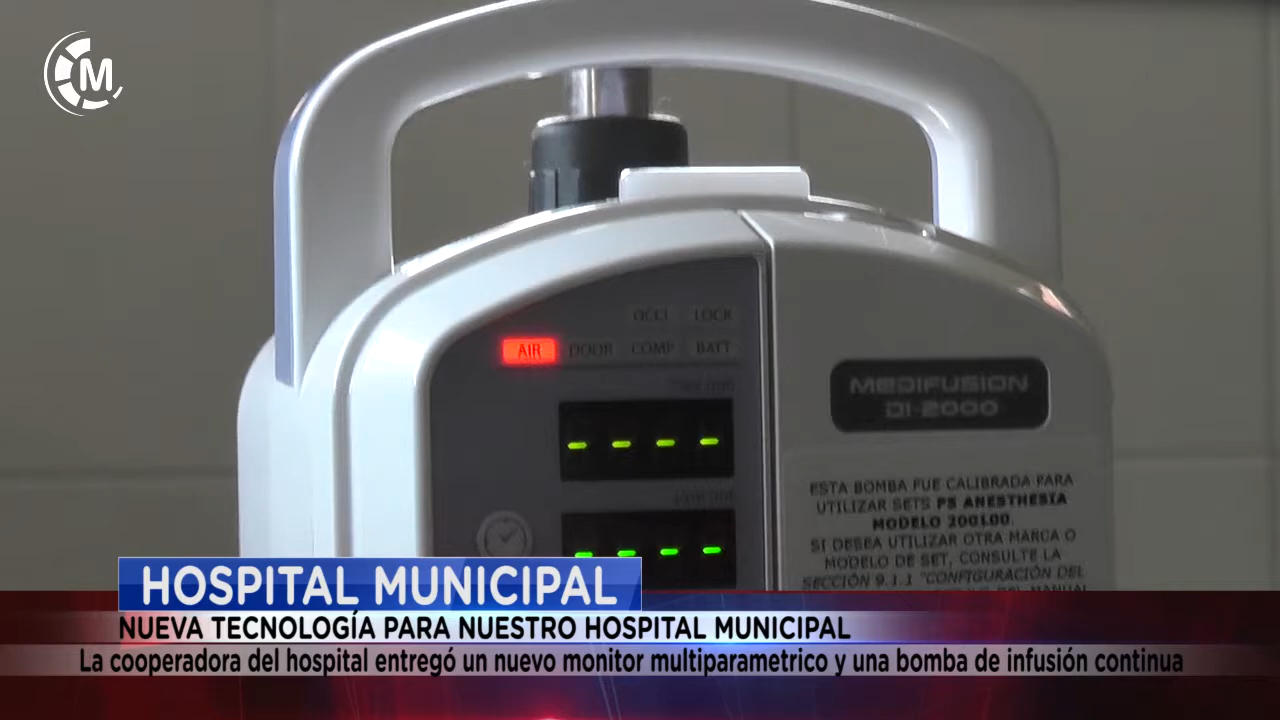 M
OCCL LOCK
AIR DOOR COMP BATT
MEDIFUSION
DI-2000
ESTA BOMBA FUE CALIBRADA PARA
UTILIZAR SETS PS ANESTHESIA
MODELO 200100.
SI DESEA UTILIZAR OTRA MARCA O
MODELO DE SET, CONSULTE LA
SECCIÓN 9.1.1 "CONFIGURACIÓN DEL
MANUAL
HOSPITAL MUNICIPAL
NUEVA TECNOLOGÍA PARA NUESTRO HOSPITAL MUNICIPAL
La cooperadora del hospital entregó un nuevo monitor multiparametrico y una bomba de infusión continua